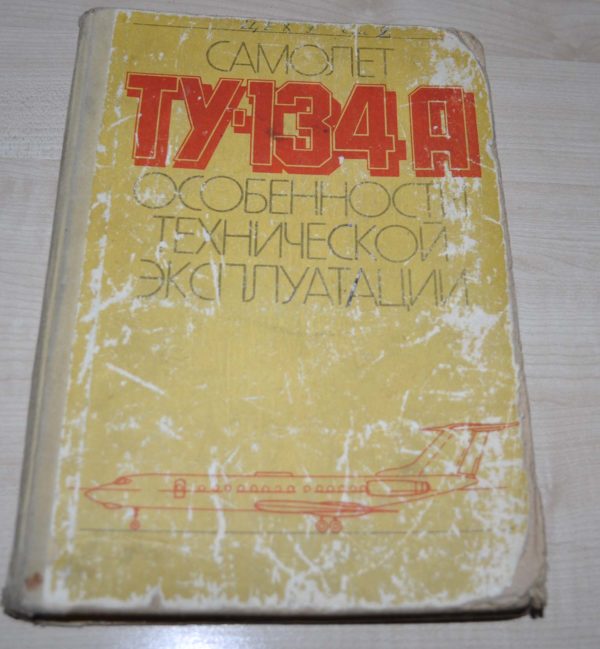 САМОЛЕТ
ТУ-134А
ОСОБЕННОСТИ
ТЕХНИЧЕСКОЙ
ЭКСПЛУАТАЦИИ